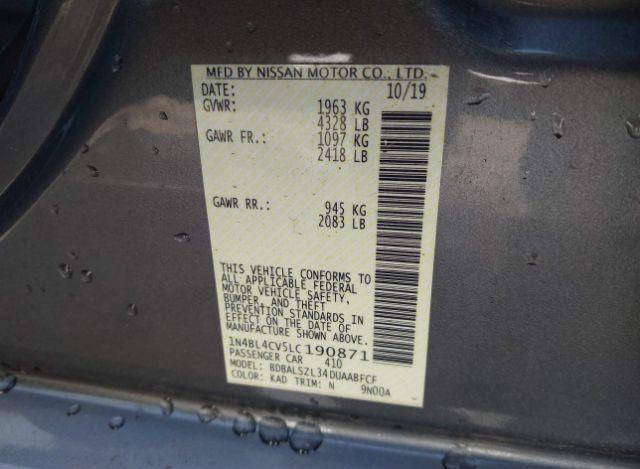 MFD BY NISSAN MOTOR CO., LTD.
DATE: 10/19
GVWR: 1963 KG
4328 LB
GAWR FR.: 1097 KG
2418 LB
GAWR RR.: 945 KG
2083 LB
THIS VEHICLE CONFORMS TO
ALL APPLICABLE FEDERAL
MOTOR VEHICLE SAFETY,
BUMPER, AND THEFT
PREVENTION STANDARDS IN
EFFECT ON THE DATE OF
MANUFACTURE SHOWN ABOVE.
1N4BL4CV5LC190871
PASSENGER CAR 410
MODEL: BDBALSZL34DUAABFCF
COLOR: KAD TRIM: N 9N00A